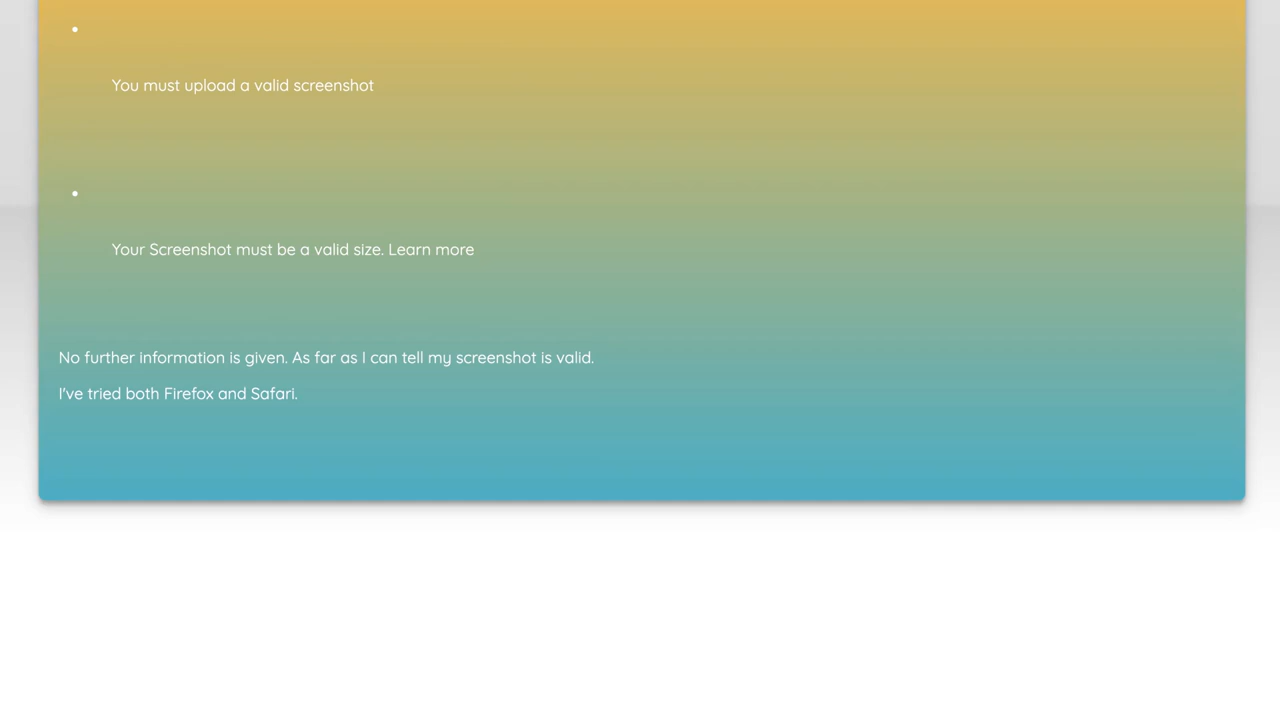 You must upload a valid screenshot
Your Screenshot must be a valid size. Learn more
No further information is given. As far as I can tell my screenshot is valid.
I've tried both Firefox and Safari.